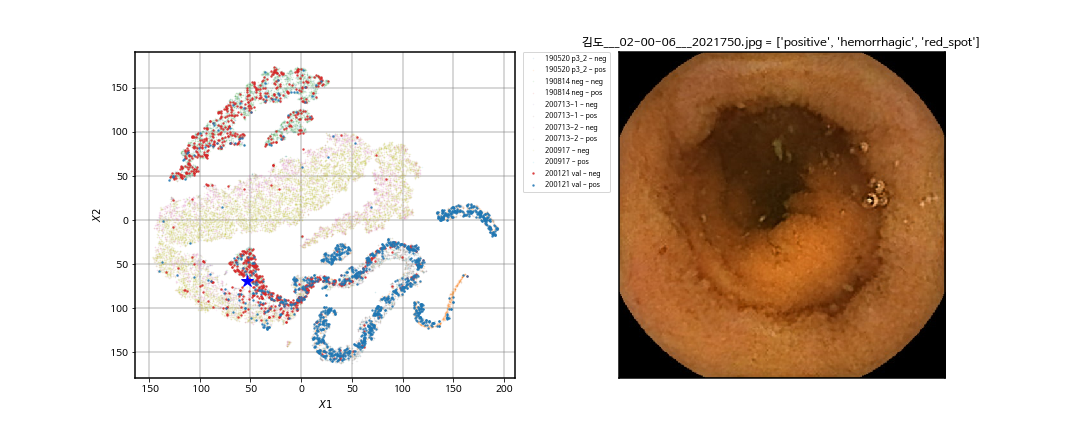 김도___02-00-06___2021750.jpg = ['positive', 'hemorrhagic', 'red_spot']
190520 p3_2 - neg
190520 p3_2 - pos
190814 neg - neg
190814 neg - pos
200713-1 - neg
200713-1 - pos
200713-2 - neg
200713-2 - pos
200917 - neg
200917 - pos
200121 val - neg
200121 val - pos
X2
150
100
50
0
50
100
150
150
100
50
0
50
100
150
200
X1